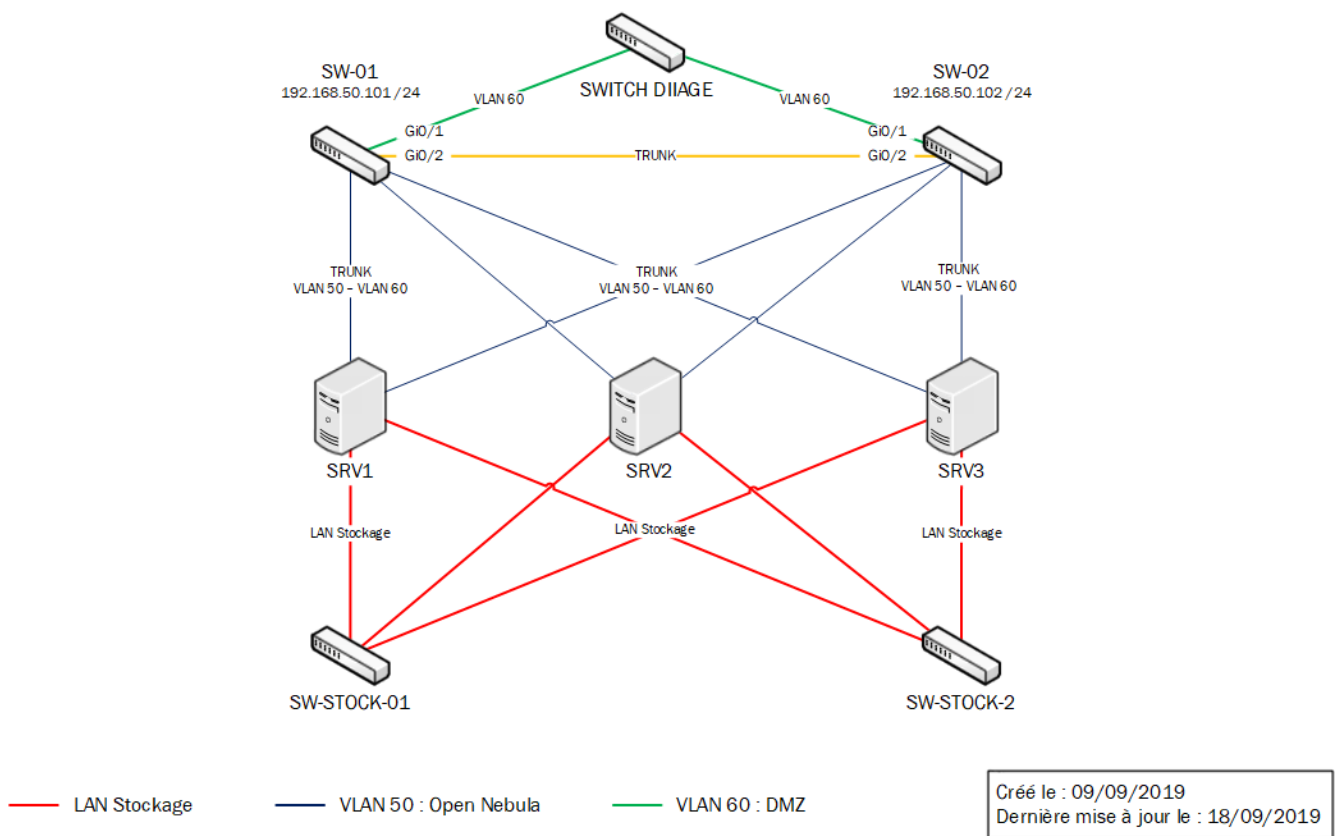 SW-01
192.168.50.101 /24
SWITCH DIIAGE
SW-02
192.168.50.102 /24
VLAN 60
VLAN 60
Gi0/1
Gi0/1
Gi0/2
TRUNK
Gi0/2
TRUNK
VLAN 50 – VLAN 60
TRUNK
VLAN 50 – VLAN 60
TRUNK
VLAN 50 – VLAN 60
SRV1
SRV2
SRV3
LAN Stockage
LAN Stockage
LAN Stockage
SW-STOCK-01
SW-STOCK-2
LAN Stockage
VLAN 50 : Open Nebula
VLAN 60 : DMZ
Créé le : 09/09/2019
Dernière mise à jour le : 18/09/2019